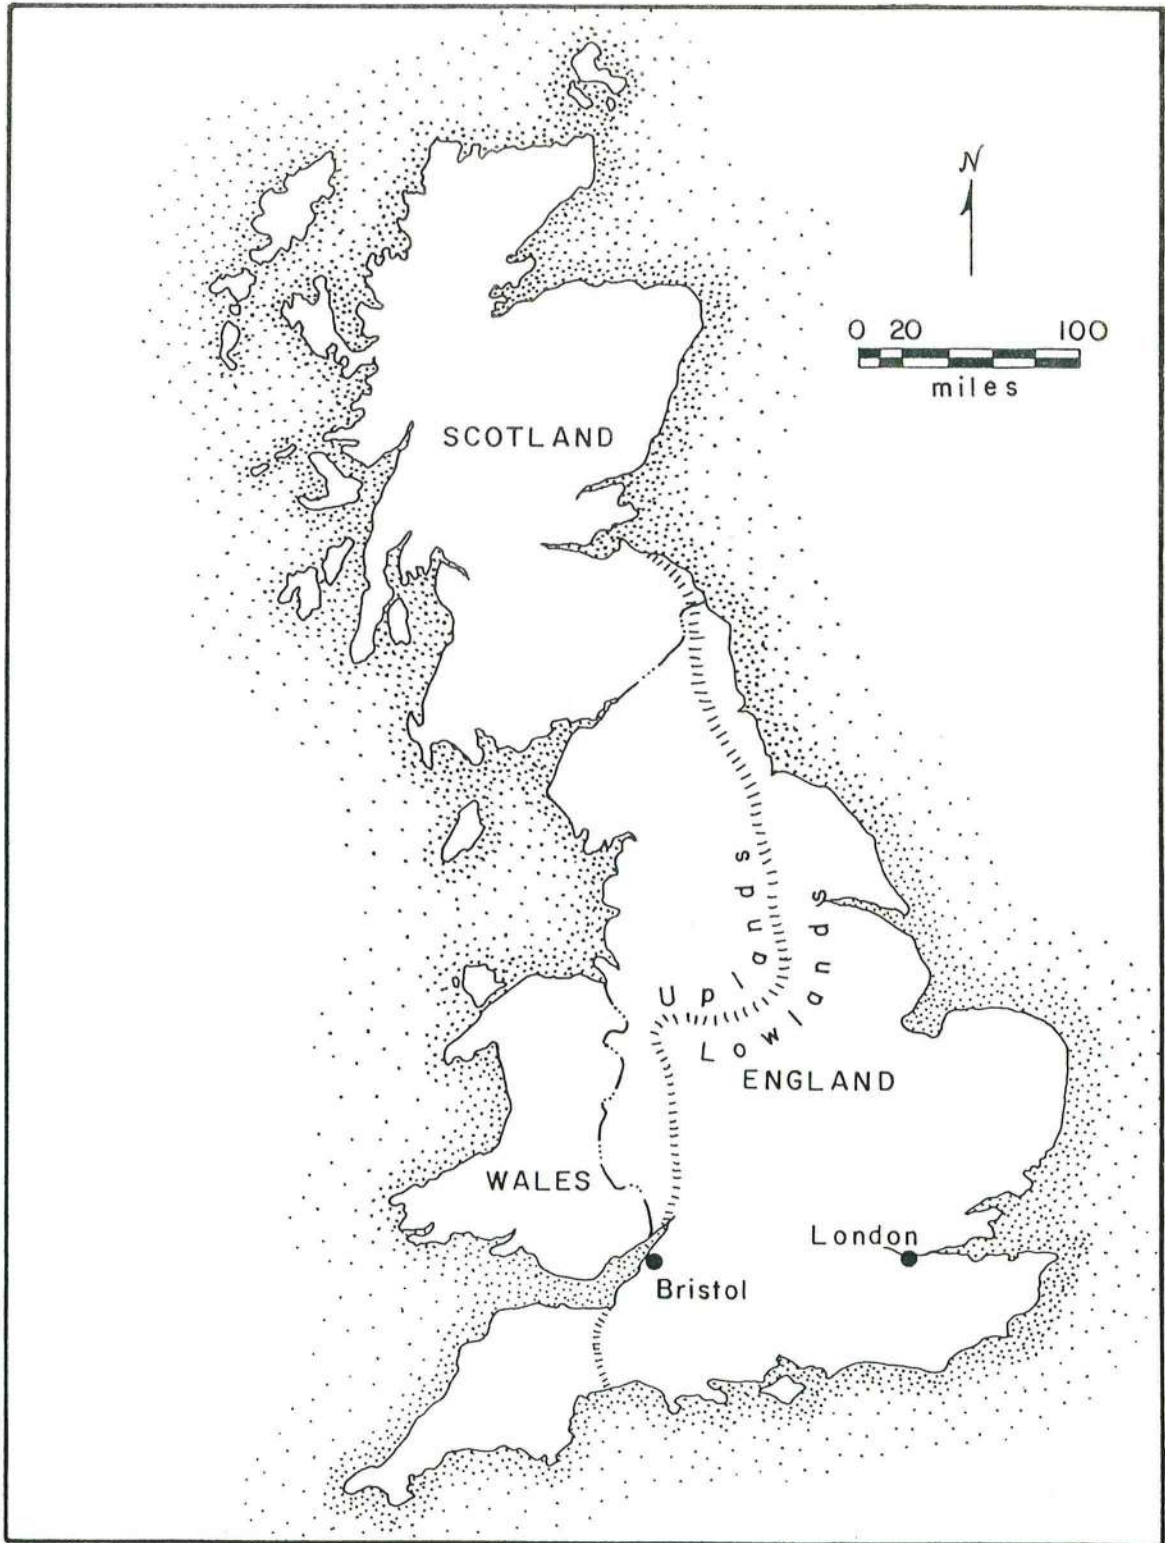 N
0 20 100
miles
SCOTLAND
Uplands
Lowlands
ENGLAND
WALES
London
Bristol